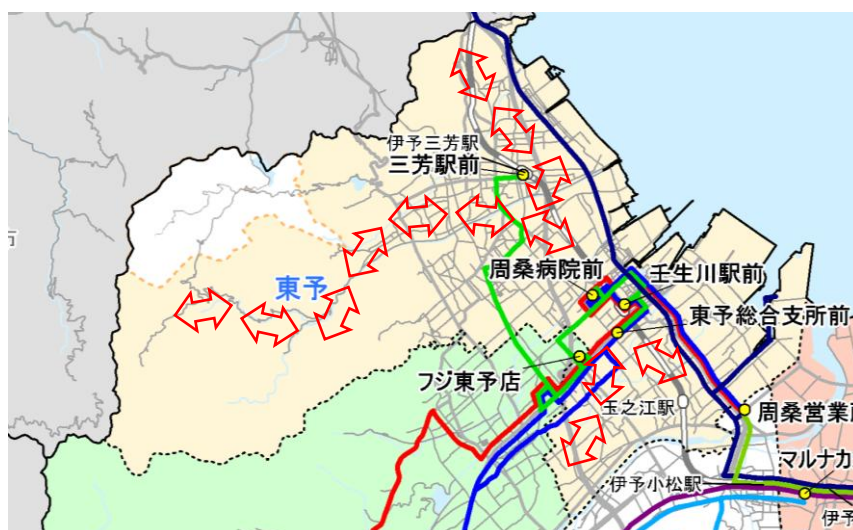 伊予三芳駅
三芳駅前
周桑病院前
壬生川駅前
東予
東予総合支所前
フジ東予店
玉之江駅
周桑営業所
マルナカ
伊予小松駅
伊予